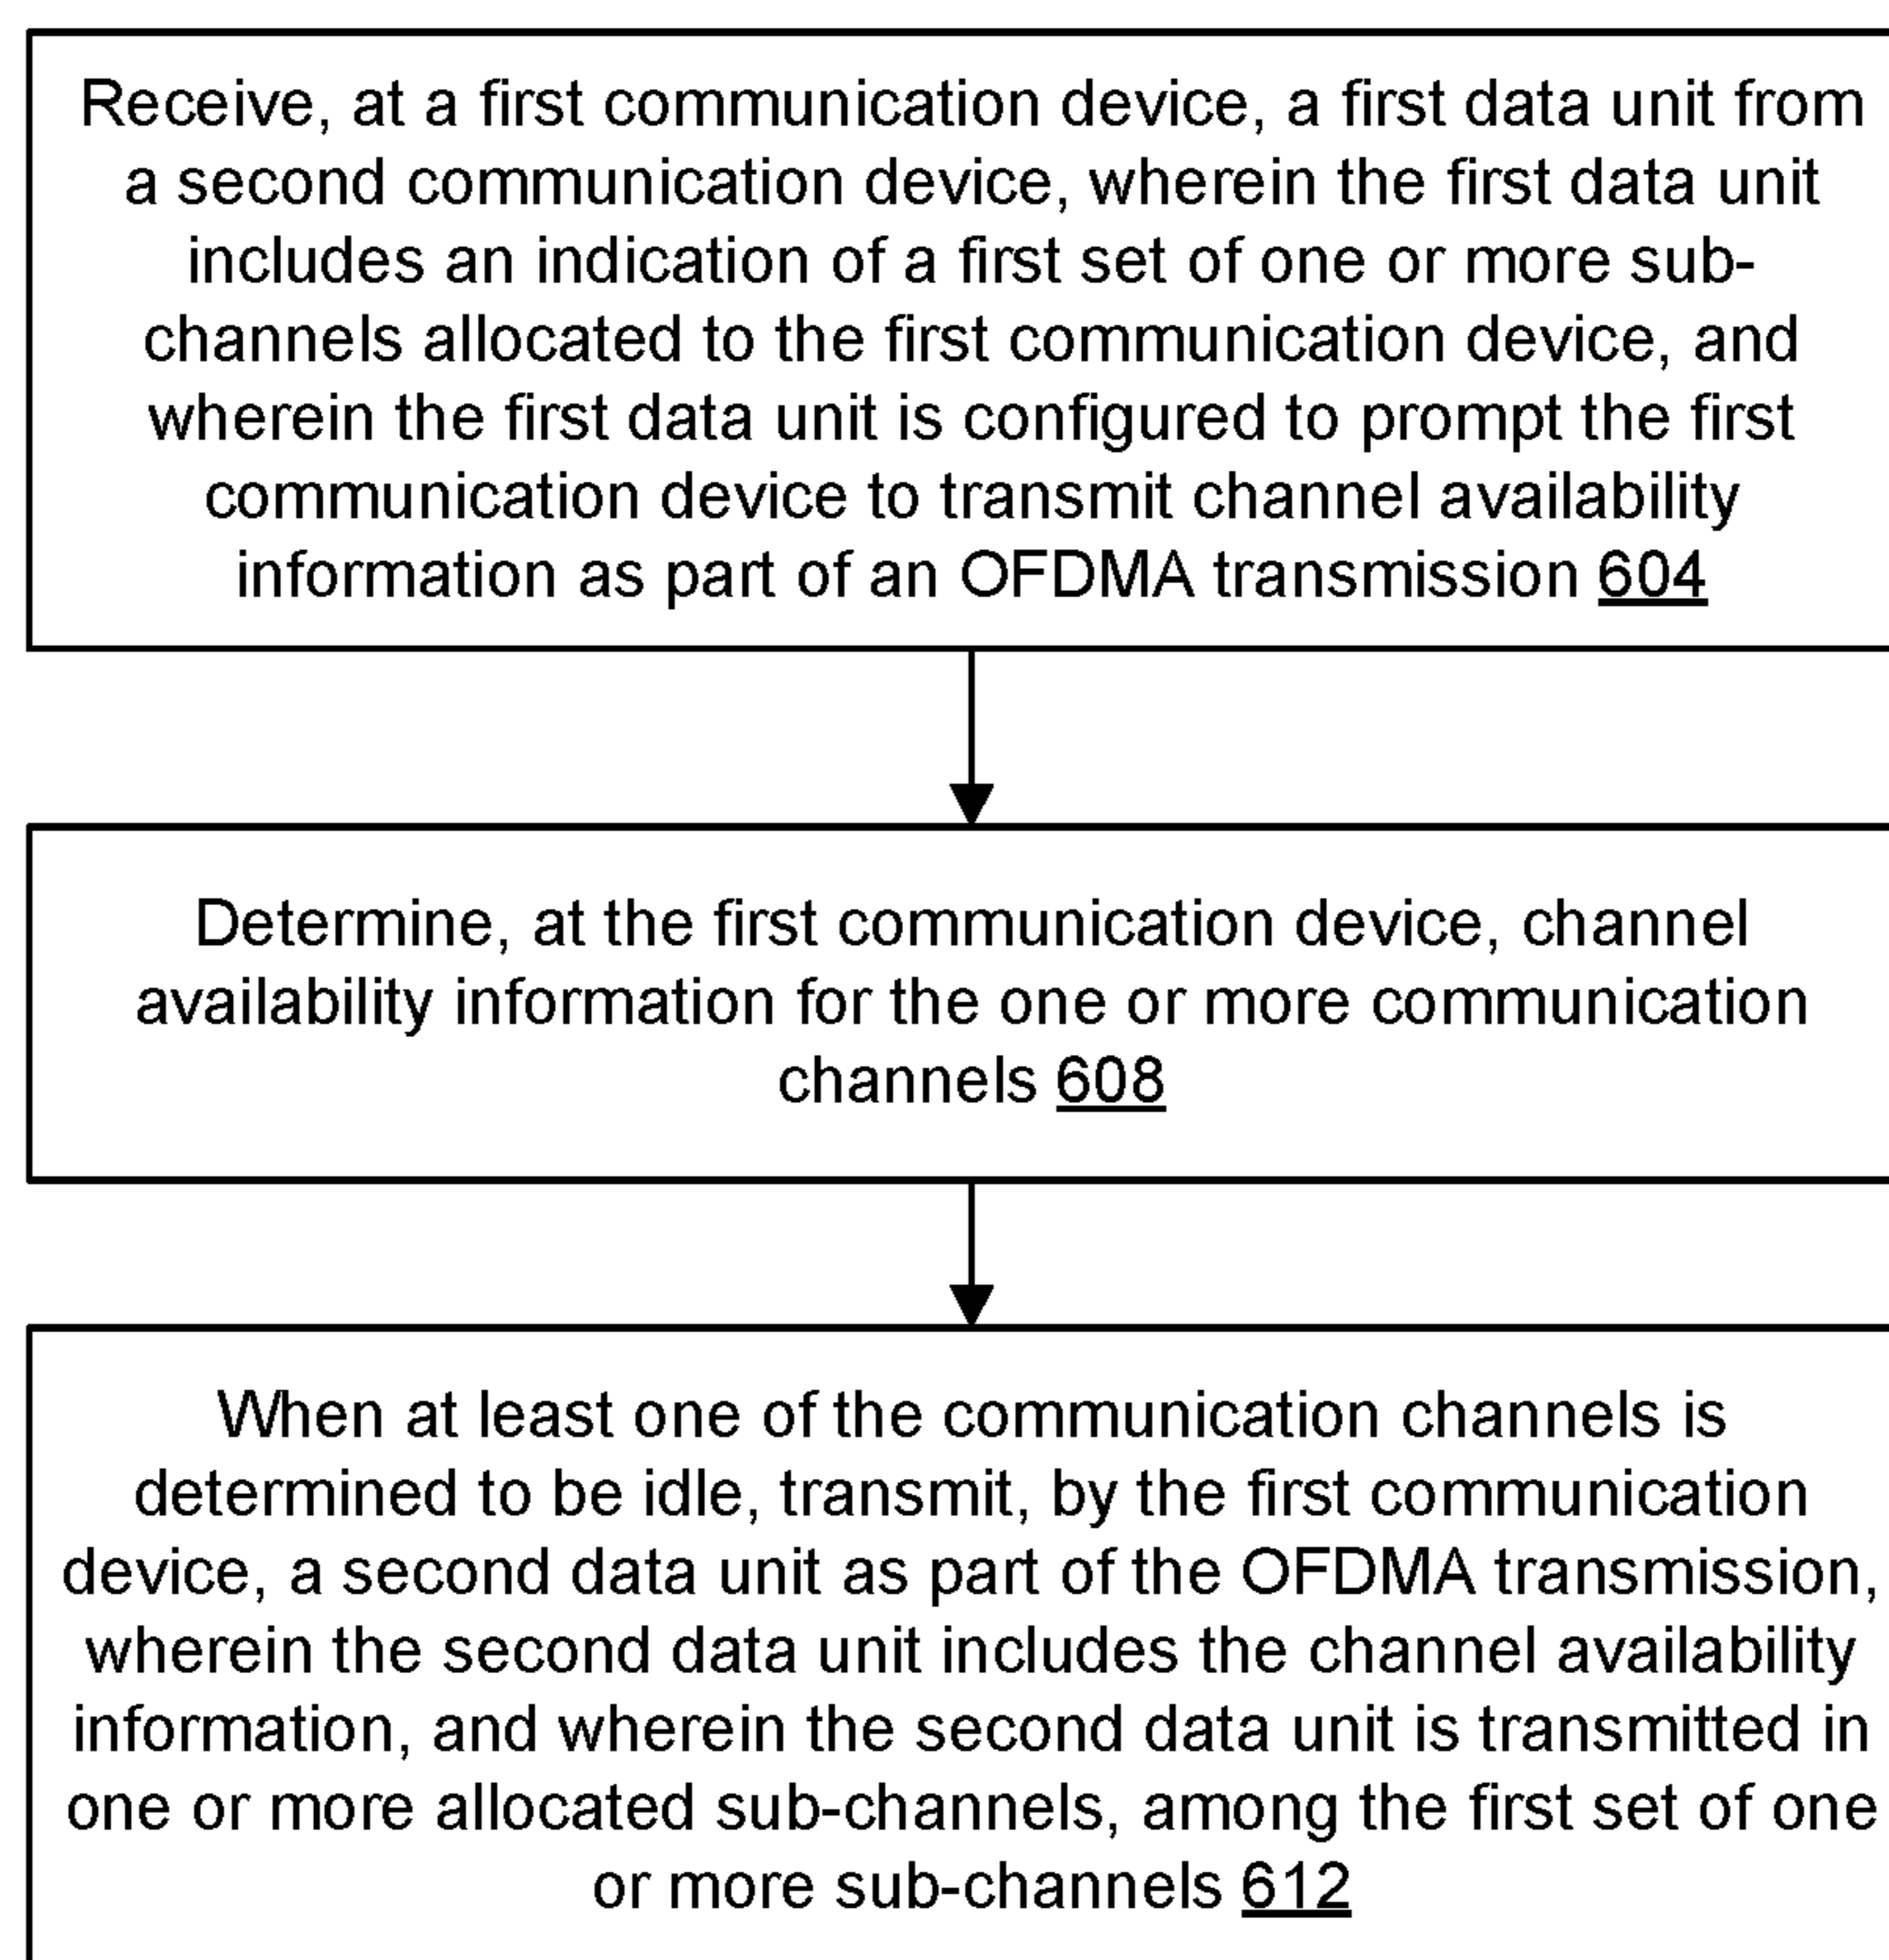 Receive, at a first communication device, a first data unit from
a second communication device, wherein the first data unit
includes an indication of a first set of one or more sub-
channels allocated to the first communication device, and
wherein the first data unit is configured to prompt the first
communication device to transmit channel availability
information as part of an OFDMA transmission 604
Determine, at the first communication device, channel
availability information for the one or more communication
channels 608
When at least one of the communication channels is
determined to be idle, transmit, by the first communication
device, a second data unit as part of the OFDMA transmission,
wherein the second data unit includes the channel availability
information, and wherein the second data unit is transmitted in
one or more allocated sub-channels, among the first set of one
or more sub-channels 612